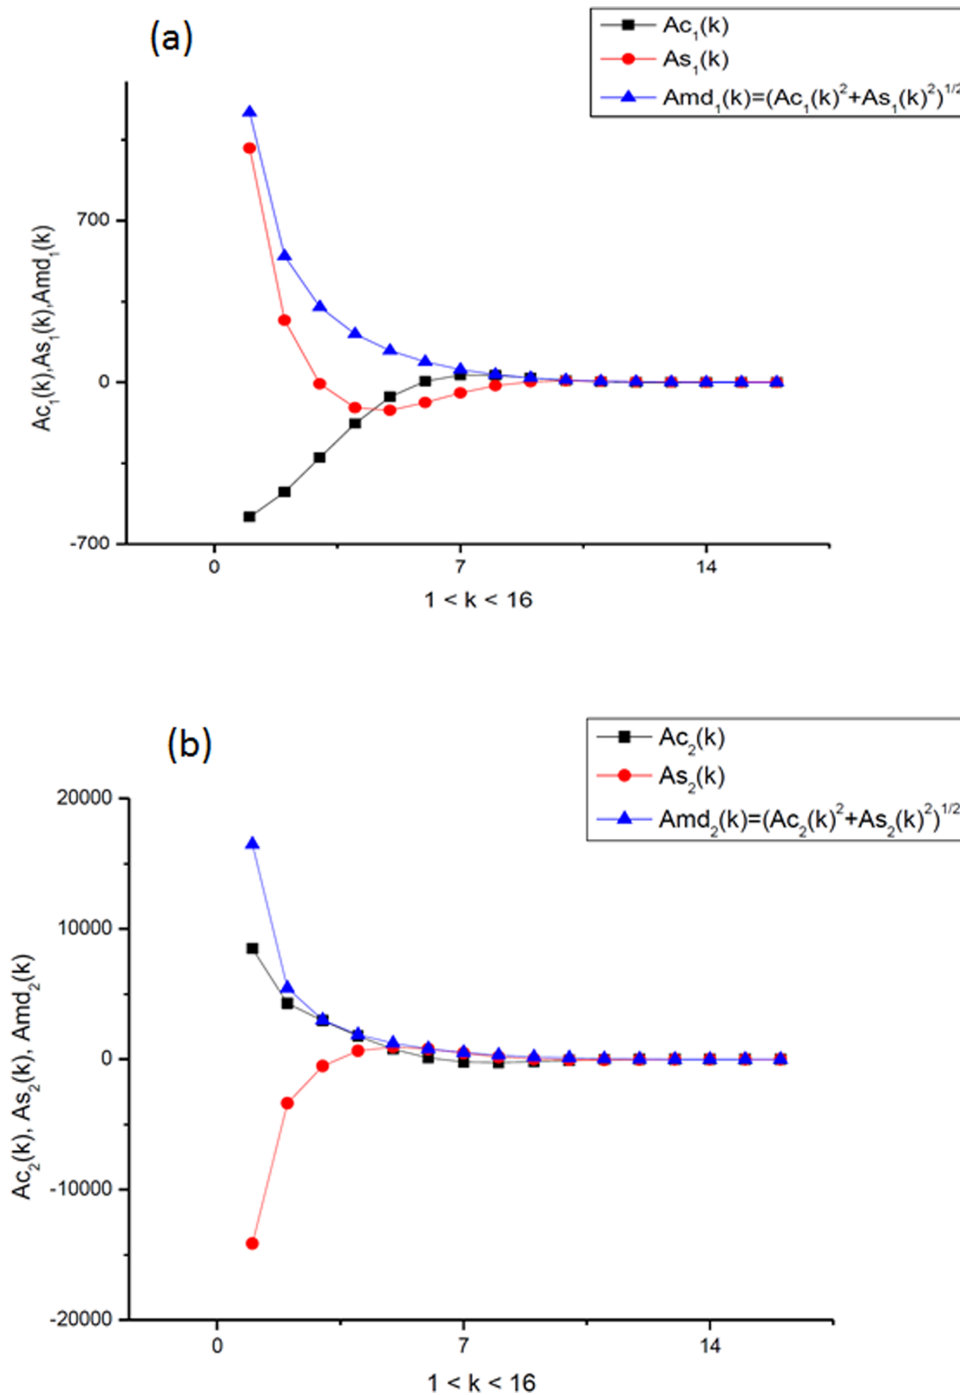 (a)
Ac₁(k)
As₁(k)
Amd₁(k)=(Ac₁(k)²+As₁(k)²)^1/2
Ac₁(k),As₁(k),Amd₁(k)
700
0
-700
0 7 14
1 < k < 16
(b)
Ac₂(k)
As₂(k)
Amd₂(k)=(Ac₂(k)²+As₂(k)²)^1/2
Ac₂(k), As₂(k), Amd₂(k)
20000
10000
0
-10000
-20000
0 7 14
1 < k < 16